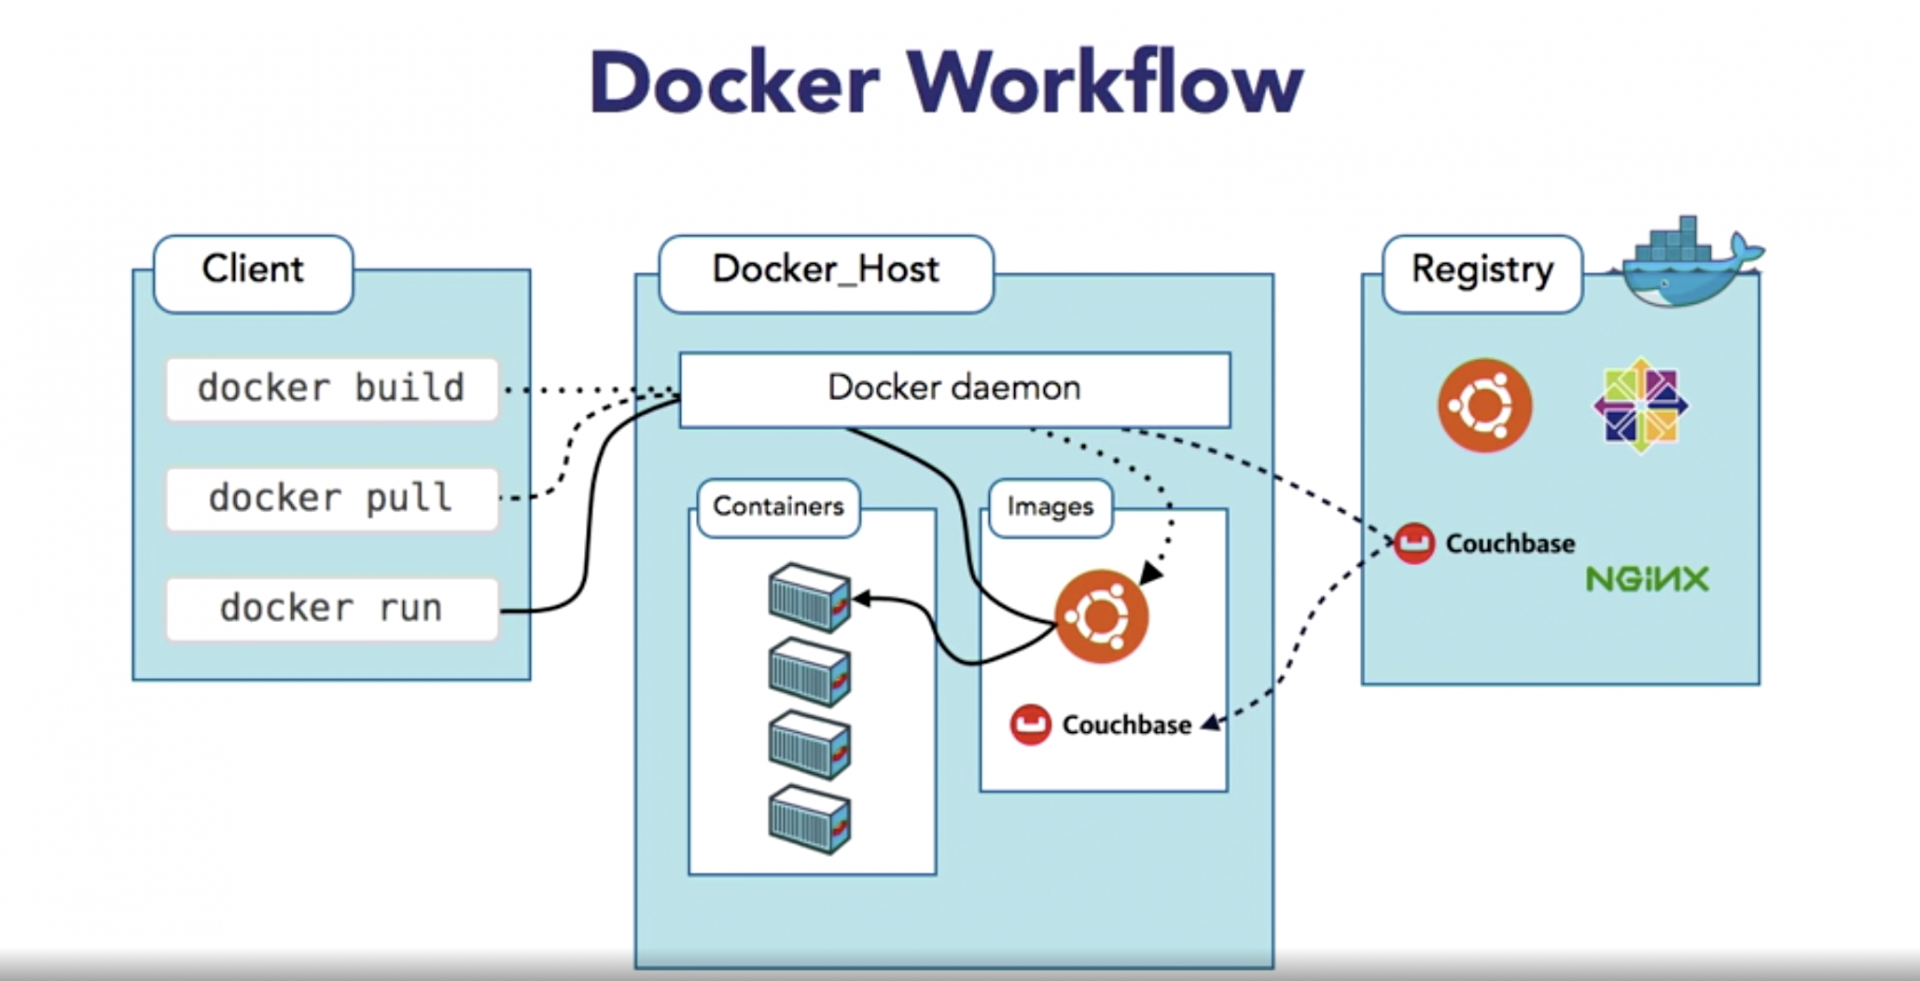 Docker Workflow
Client
docker build
docker pull
docker run
Docker_Host
Docker daemon
Containers
Images
Couchbase
Registry
Couchbase
NGiNX